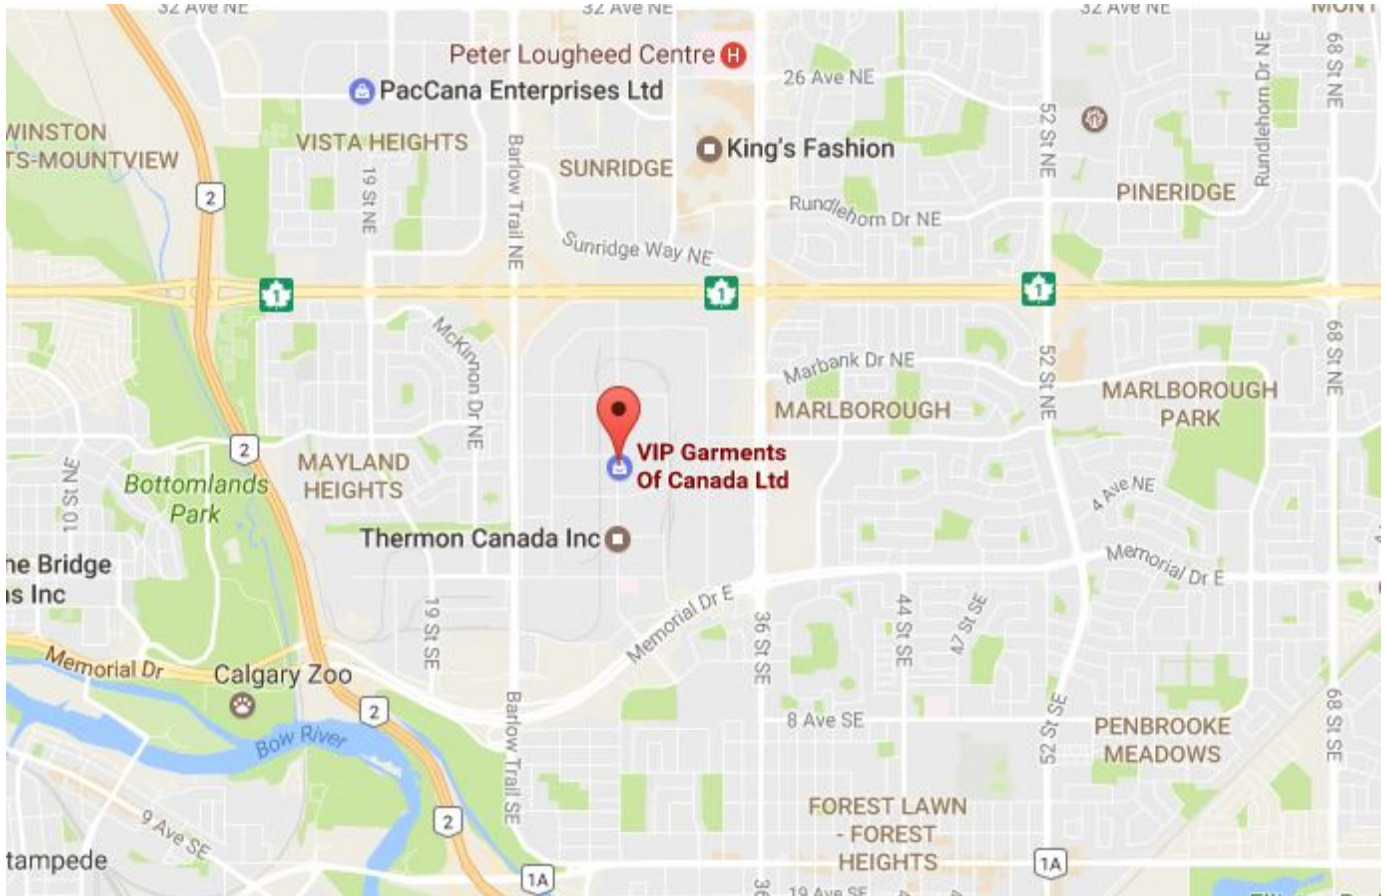 32 Ave NE
32 Ave NE
32 Ave NE
Peter Lougheed Centre
H
PacCana Enterprises Ltd
26 Ave NE
68 St NE
Rundlehorn Dr NE
52 St NE
WINSTON
TS-MOUNTVIEW
VISTA HEIGHTS
Barlow Trail NE
SUNRIDGE
King's Fashion
19 St NE
2
PINERIDGE
Rundlehorn Dr NE
Sunridge Way NE
1
1
1
McKinnon Dr NE
Marbank Dr NE
52 St NE
68 St NE
MARLBOROUGH
MARLBOROUGH
PARK
2
VIP Garments
Of Canada Ltd
MAYLAND
HEIGHTS
Bottomlands
Park
10 St NE
4 Ave NE
Thermon Canada Inc
Memorial Dr E
he Bridge
ns Inc
19 St SE
Memorial Dr E
36 St SE
44 St SE
47 St SE
Memorial Dr
Calgary Zoo
2
Bow River
Barlow Trail SE
8 Ave SE
52 St SE
PENBROOKE
MEADOWS
68 St SE
2
9 Ave SE
FOREST LAWN
- FOREST
HEIGHTS
tampede
1A
1A
36
19 Ave SE